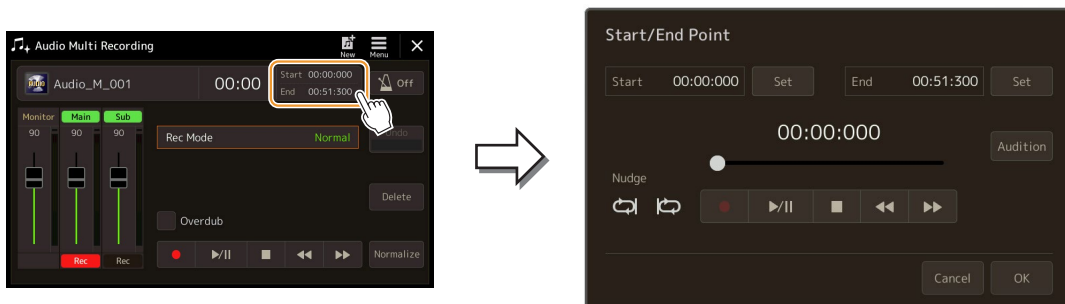 Audio Multi Recording
New
Menu
Audio_M_001
00:00
Start 00:00:000
End 00:51:300
Off
Monitor Main Sub
90 90 90
Rec Mode Normal
Undo
Delete
Overdub
Rec Rec
Normalize
Start/End Point
Start 00:00:000 Set End 00:51:300 Set
00:00:000
Audition
Nudge
Cancel OK